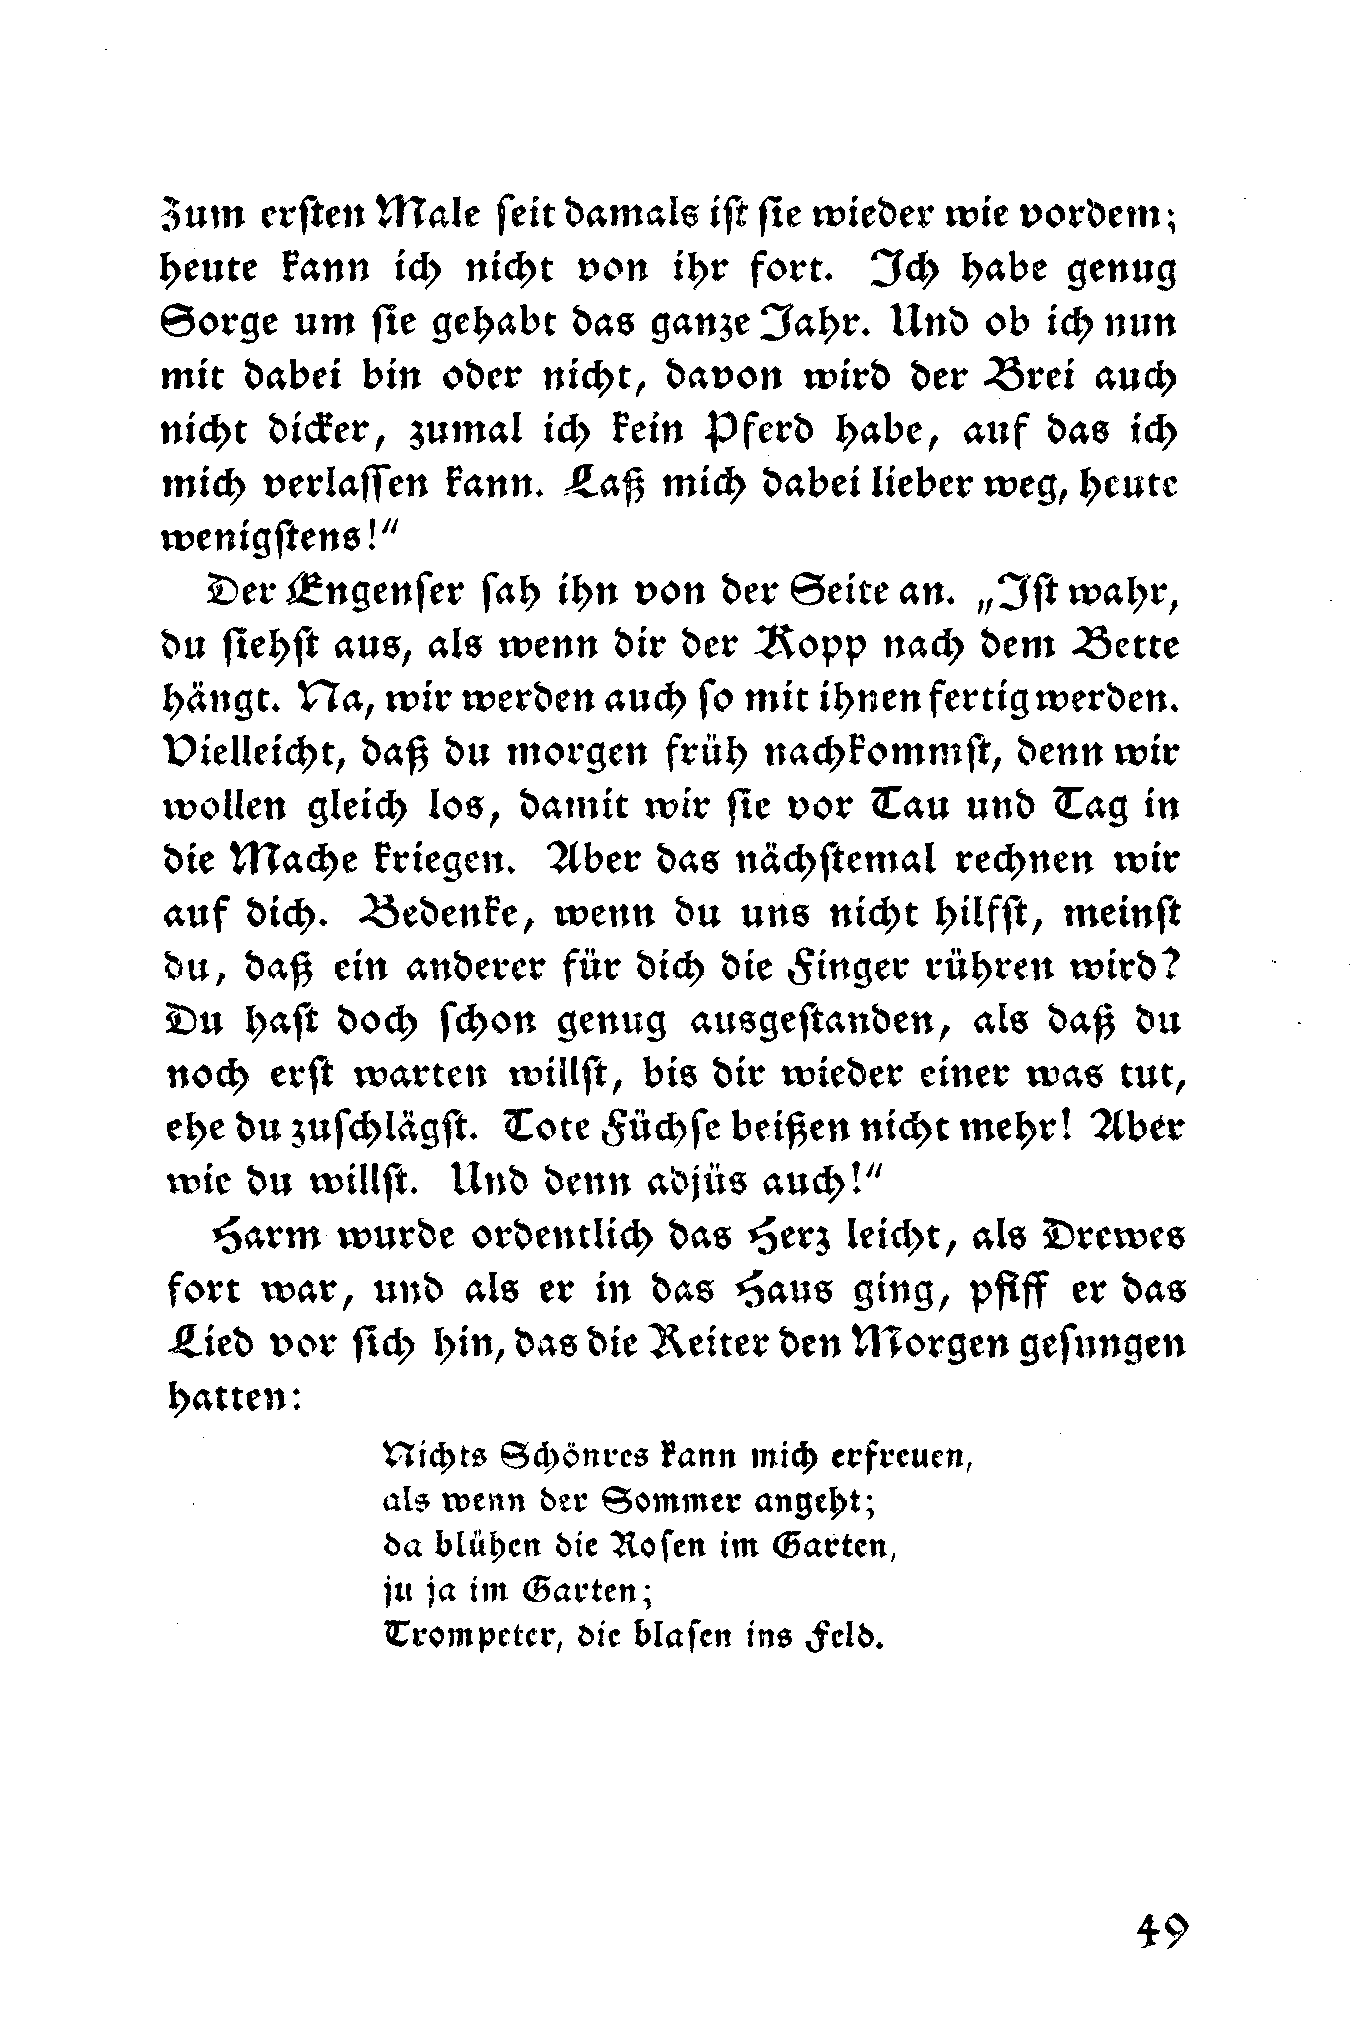 Zum erſten Male ſeit damals iſt ſie wieder wie vordem;
heute kann ich nicht von ihr fort. Ich habe genug
Sorge um ſie gehabt das ganze Jahr. Und ob ich nun
mit dabei bin oder nicht, davon wird der Brei auch
nicht dicker, zumal ich kein Pferd habe, auf das ich
mich verlaſſen kann. Laß mich dabei lieber weg, heute
wenigſtens!“
Der Engenſer ſah ihn von der Seite an. „Iſt wahr,
du ſiehſt aus, als wenn dir der Kopp nach dem Bette
hängt. Na, wir werden auch ſo mit ihnen fertig werden.
Vielleicht, daß du morgen früh nachkommſt, denn wir
wollen gleich los, damit wir ſie vor Tau und Tag in
die Mache kriegen. Aber das nächſtemal rechnen wir
auf dich. Bedenke, wenn du uns nicht hilfſt, meinſt
du, daß ein anderer für dich die Finger rühren wird?
Du haſt doch ſchon genug ausgeſtanden, als daß du
noch erſt warten willſt, bis dir wieder einer was tut,
ehe du zuſchlägſt. Tote Füchſe beißen nicht mehr! Aber
wie du willſt. Und denn adjüs auch!“
Harm wurde ordentlich das Herz leicht, als Drewes
fort war, und als er in das Haus ging, pfiff er das
Lied vor ſich hin, das die Reiter den Morgen geſungen
hatten:
Nichts Schönres kann mich erfreuen,
als wenn der Sommer angeht;
da blühen die Roſen im Garten,
ju ja im Garten;
Trompeter, die blaſen ins Feld.
49